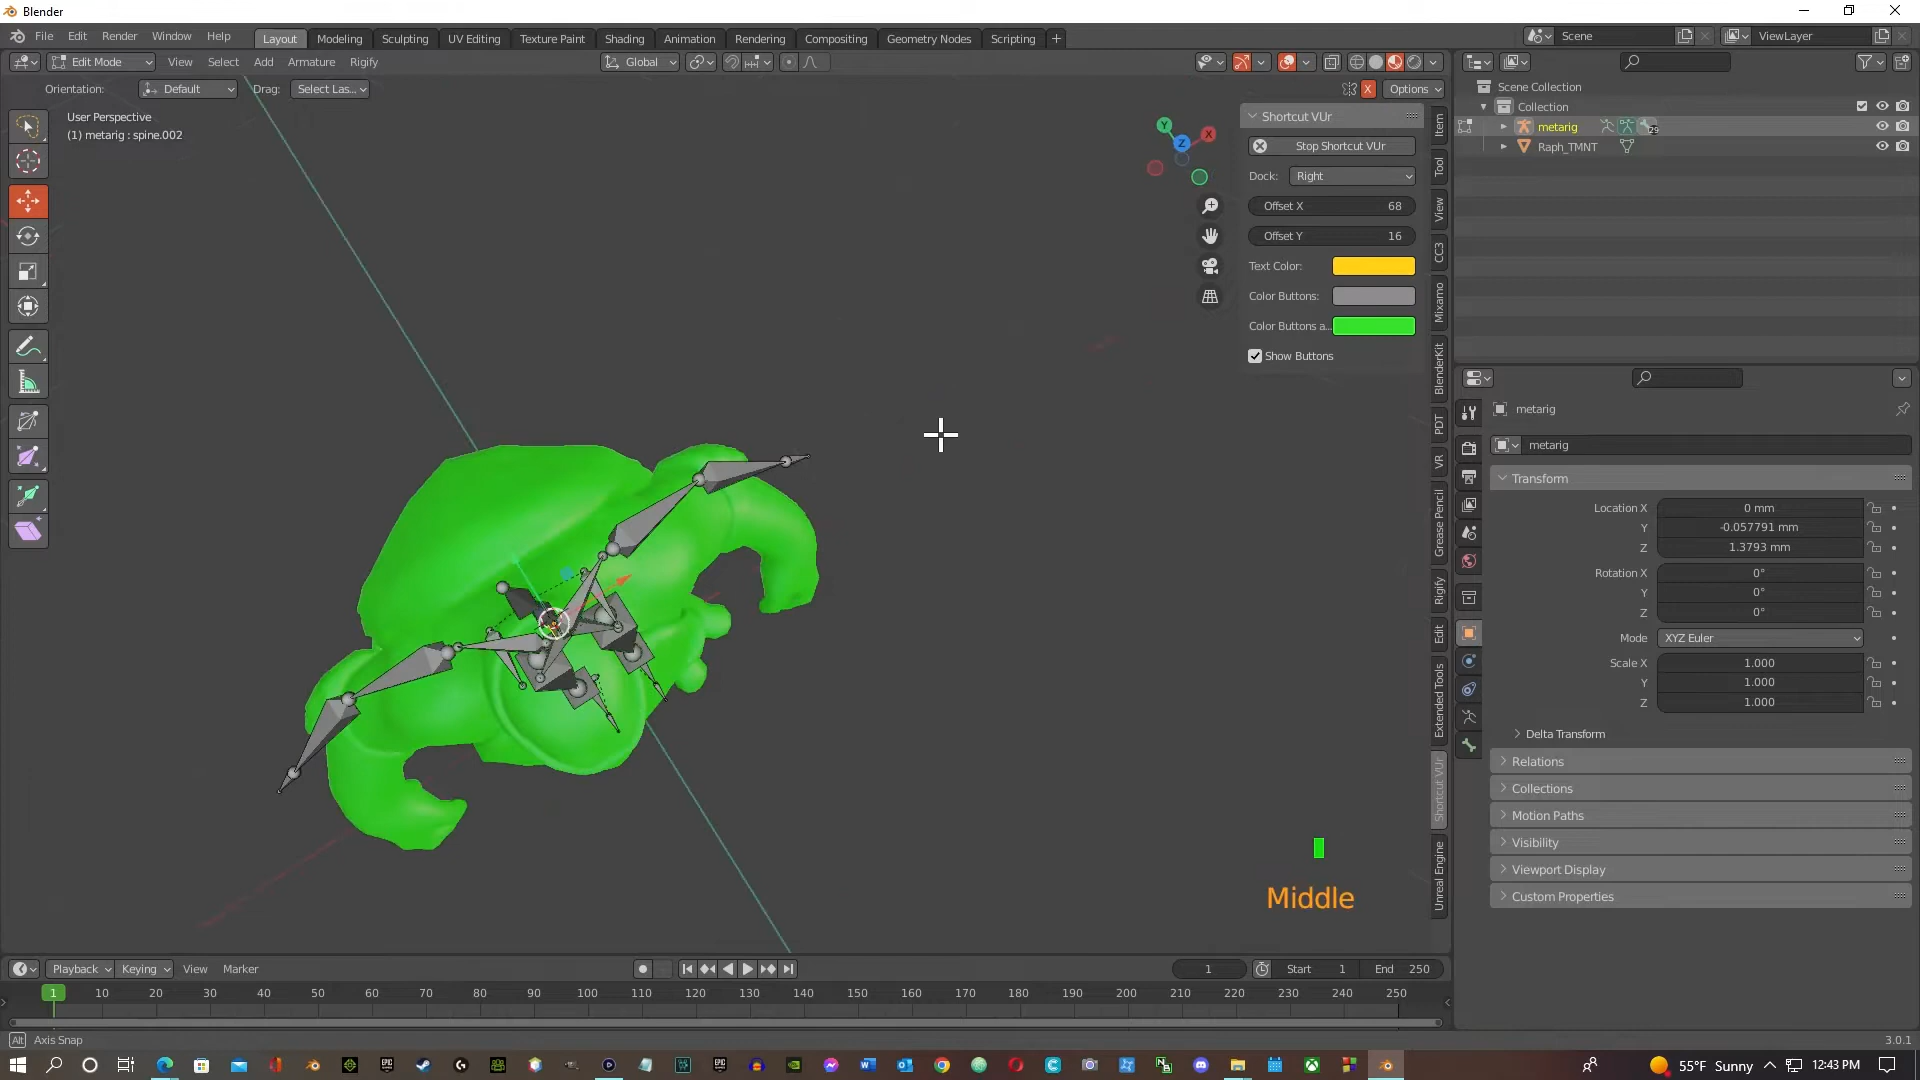 Blender
File Edit Render Window Help
Layout Modeling Sculpting UV Editing Texture Paint Shading Animation Rendering Compositing Geometry Nodes Scripting +
Scene ViewLayer
Edit Mode View Select Add Armature Rigify Global
Orientation: Default Drag: Select Las... X Options
User Perspective
(1) metarig : spine.002
Y X Z
Shortcut VUr
Stop Shortcut VUr
Dock: Right
Offset X 68
Offset Y 16
Text Color:
Color Buttons:
Color Buttons a...
Show Buttons
Item
Tool
View
CC3
Mixamo
BlenderKit
PDT
VR
Grease Pencil
Rigify
Edit
Extended Tools
Shortcut VUr
Unreal Engine
Middle
Scene Collection
Collection
metarig 29
Raph_TMNT
metarig
metarig
Transform
Location X 0 mm
Y -0.057791 mm
Z 1.3793 mm
Rotation X 0°
Y 0°
Z 0°
Mode XYZ Euler
Scale X 1.000
Y 1.000
Z 1.000
Delta Transform
Relations
Collections
Motion Paths
Visibility
Viewport Display
Custom Properties
Playback Keying View Marker 1 Start 1 End 250
1 10 20 30 40 50 60 70 80 90 100 110 120 130 140 150 160 170 180 190 200 210 220 230 240 250
Alt Axis Snap 3.0.1
55°F Sunny 12:43 PM